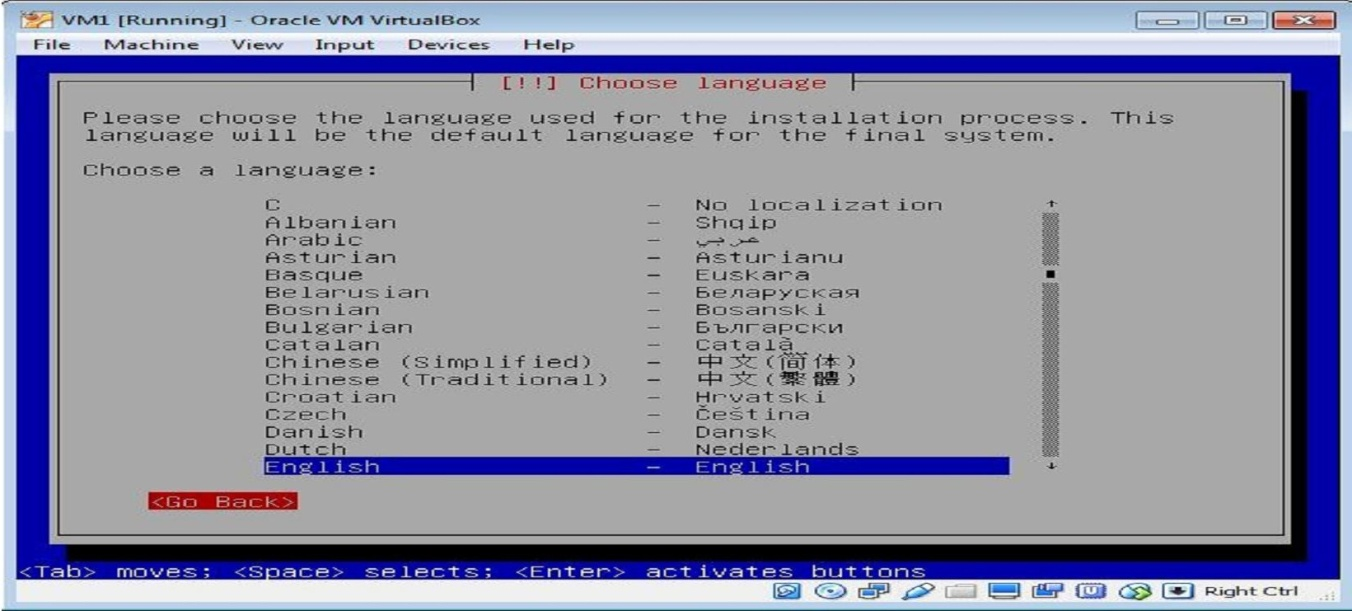 VM1 [Running] - Oracle VM VirtualBox
File Machine View Input Devices Help
[!!] Choose language
Please choose the language used for the installation process. This
language will be the default language for the final system.
Choose a language:
C - No localization
Albanian - Shqip
Arabic - عربي
Asturian - Asturianu
Basque - Euskara
Belarusian - Беларуская
Bosnian - Bosanski
Bulgarian - Български
Catalan - Català
Chinese (Simplified) - 中文(简体)
Chinese (Traditional) - 中文(繁體)
Croatian - Hrvatski
Czech - Čeština
Danish - Dansk
Dutch - Nederlands
English - English
<Go Back>
<Tab> moves; <Space> selects; <Enter> activates buttons
Right Ctrl